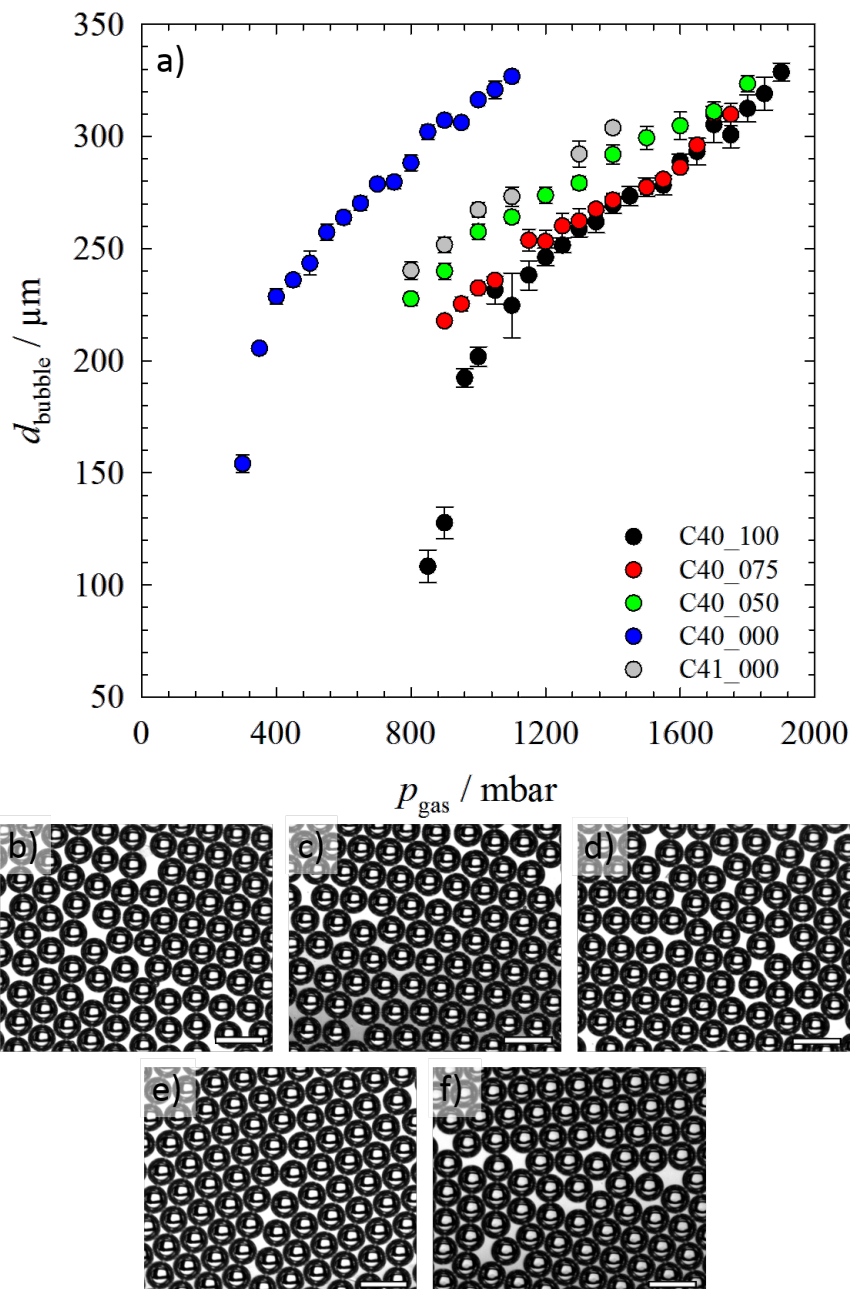 a)
350
300
250
200
150
100
50
d_bubble / μm
C40_100
C40_075
C40_050
C40_000
C41_000
0 400 800 1200 1600 2000
p_gas / mbar
b) c) d)
e) f)